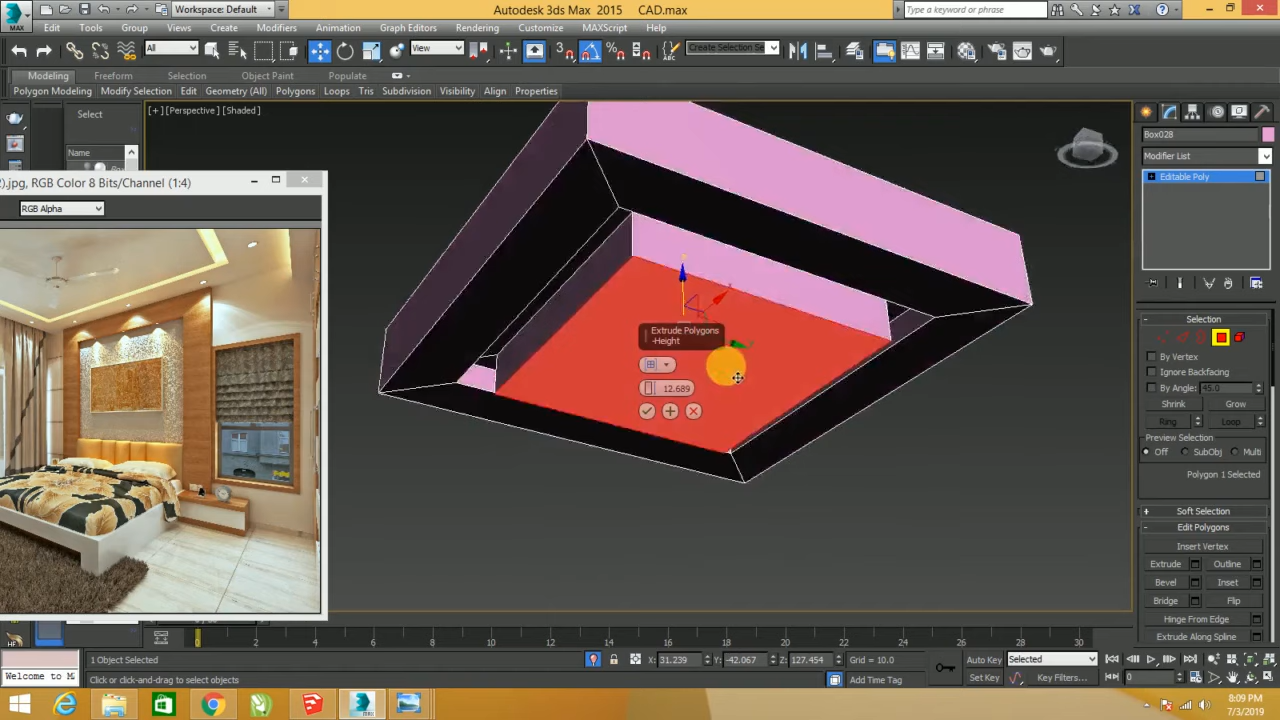 Workspace: Default
Autodesk 3ds Max 2015 CAD.max
Type a keyword or phrase
MAX
Edit Tools Group Views Create Modifiers Animation Graph Editors Rendering Customize MAXScript Help
All View 3 Create Selection Se
Modeling Freeform Selection Object Paint Populate
Polygon Modeling Modify Selection Edit Geometry (All) Polygons Loops Tris Subdivision Visibility Align Properties
[+] [Perspective] [Shaded]
Select
Name
).jpg, RGB Color 8 Bits/Channel (1:4)
RGB Alpha
Extrude Polygons
-Height
12.689
Box028
Modifier List
Editable Poly
Selection
By Vertex
Ignore Backfacing
By Angle: 45.0
Shrink Grow
Ring Loop
Preview Selection
Off SubObj Multi
Polygon 1 Selected
Soft Selection
Edit Polygons
Insert Vertex
Extrude Outline
Bevel Inset
Bridge Flip
Hinge From Edge
Extrude Along Spline
0 2 4 6 8 10 12 14 16 18 20 22 24 26 28 30
1 Object Selected X: 31.239 Y: -42.067 Z: 127.454 Grid = 10.0 Auto Key Selected
Welcome to M
Click or click-and-drag to select objects Add Time Tag Set Key Key Filters... 0
8:09 PM
7/3/2019